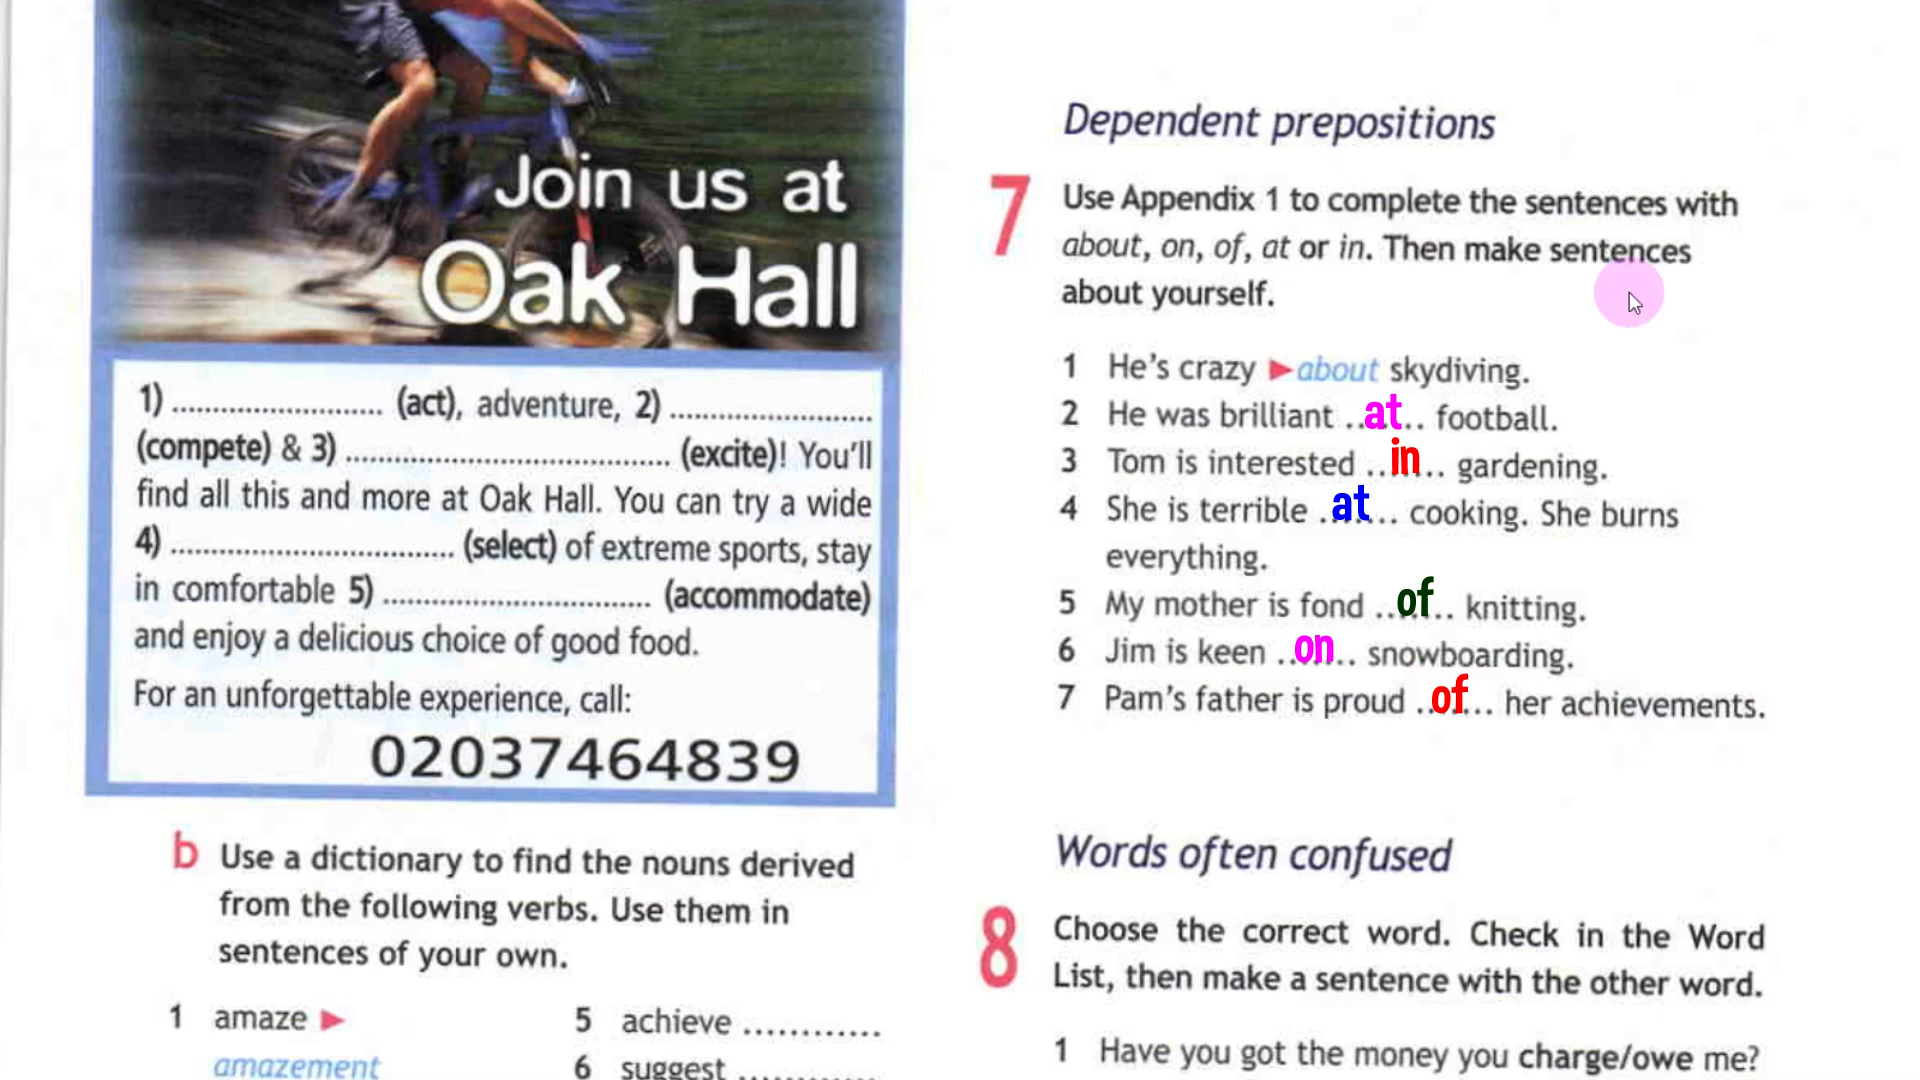 Join us at
Oak Hall
1) .......................... (act), adventure, 2) .........................
(compete) & 3) ........................................ (excite)! You'll
find all this and more at Oak Hall. You can try a wide
4) ................................... (select) of extreme sports, stay
in comfortable 5) ................................. (accommodate)
and enjoy a delicious choice of good food.
For an unforgettable experience, call:
02037464839
b Use a dictionary to find the nouns derived
from the following verbs. Use them in
sentences of your own.
1 amaze ▶
amazement
5 achieve ............
6 suggest ............
Dependent prepositions
7 Use Appendix 1 to complete the sentences with
about, on, of, at or in. Then make sentences
about yourself.
1 He's crazy ▶ about skydiving.
2 He was brilliant ..at.. football.
3 Tom is interested ..in.. gardening.
4 She is terrible ..at.. cooking. She burns
everything.
5 My mother is fond ..of.. knitting.
6 Jim is keen ..on.. snowboarding.
7 Pam's father is proud ..of.. her achievements.
Words often confused
8 Choose the correct word. Check in the Word
List, then make a sentence with the other word.
1 Have you got the money you charge/owe me?